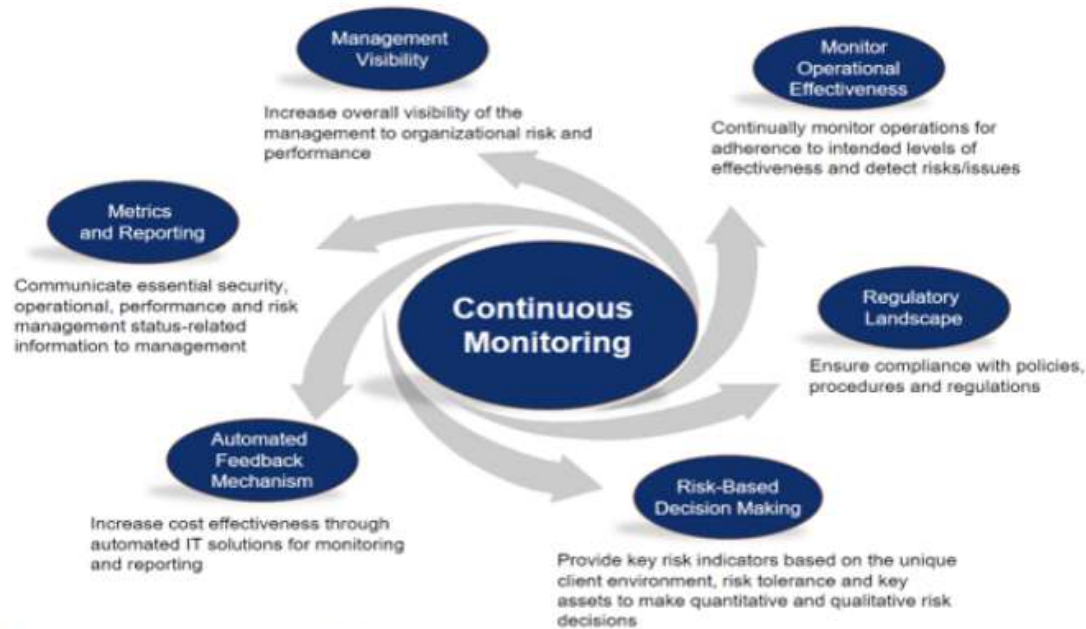 Management
Visibility
Increase overall visibility of the
management to organizational risk and
performance
Monitor
Operational
Effectiveness
Continually monitor operations for
adherence to intended levels of
effectiveness and detect risks/issues
Metrics
and Reporting
Communicate essential security,
operational, performance and risk
management status-related
information to management
Continuous
Monitoring
Regulatory
Landscape
Ensure compliance with policies,
procedures and regulations
Automated
Feedback
Mechanism
Increase cost effectiveness through
automated IT solutions for monitoring
and reporting
Risk-Based
Decision Making
Provide key risk indicators based on the unique
client environment, risk tolerance and key
assets to make quantitative and qualitative risk
decisions